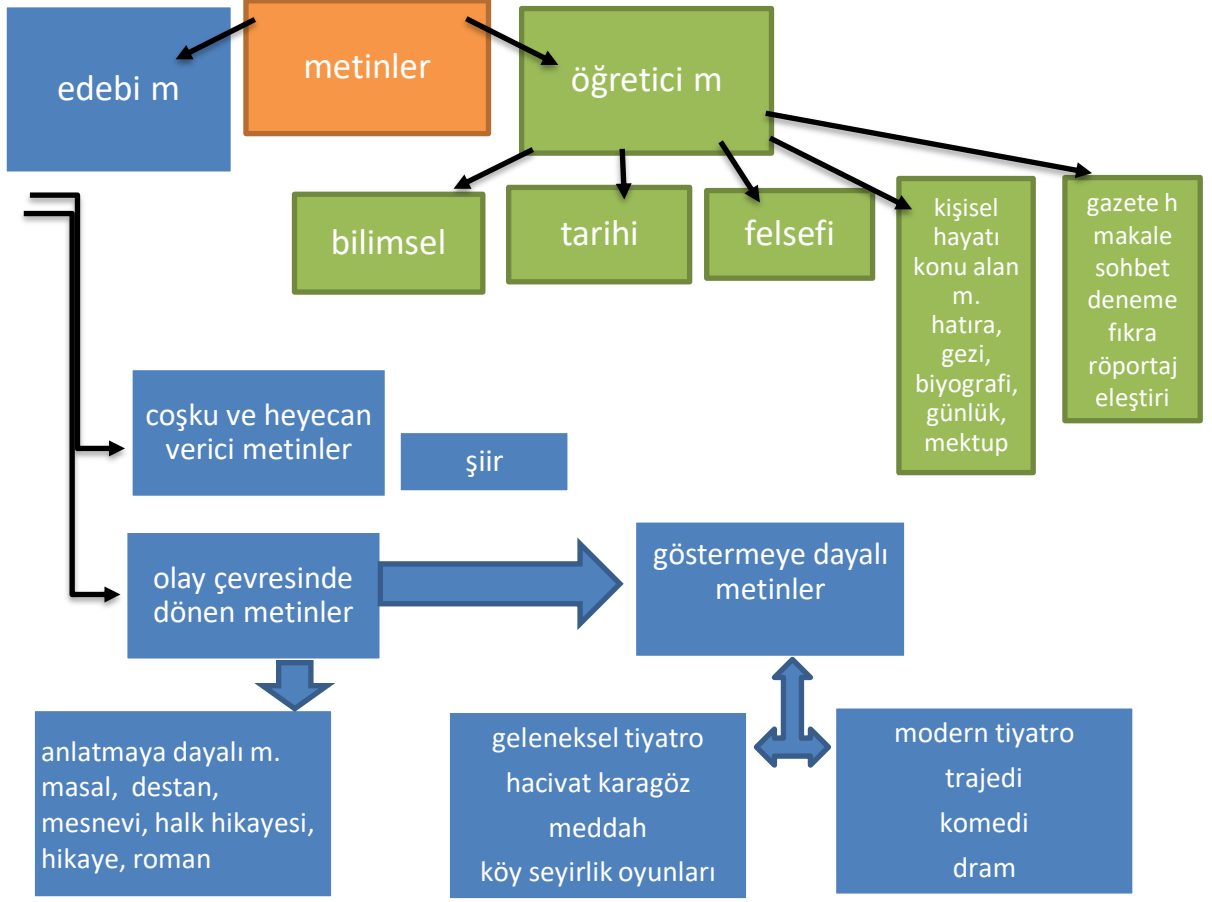 edebi m
metinler
öğretici m
bilimsel
tarihi
felsefi
kişisel
hayatı
konu alan
m.
hatıra,
gezi,
biyografi,
günlük,
mektup
gazete h
makale
sohbet
deneme
fıkra
röportaj
eleştiri
coşku ve heyecan
verici metinler
şiir
olay çevresinde
dönen metinler
göstermeye dayalı
metinler
anlatmaya dayalı m.
masal, destan,
mesnevi, halk hikayesi,
hikaye, roman
geleneksel tiyatro
hacivat karagöz
meddah
köy seyirlik oyunları
modern tiyatro
trajedi
komedi
dram